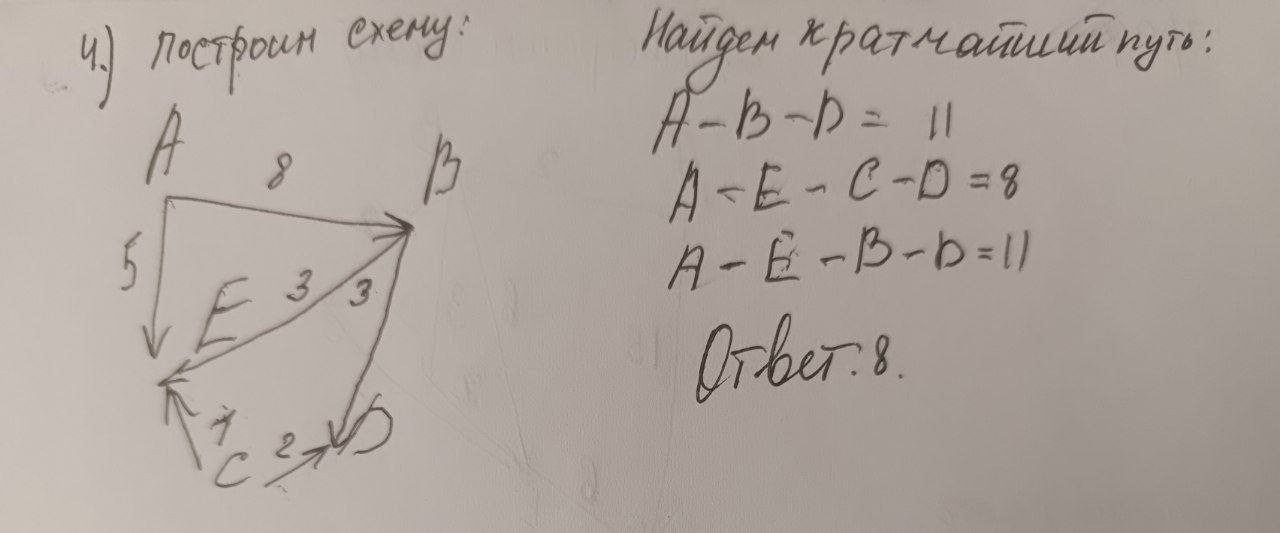 4.) построим схему:
A
8
B
5
E
3
3
1
C
2
D
Найдем кратчайший путь:
A - B - D = 11
A - E - C - D = 8
A - E - B - D = 11
Ответ: 8.